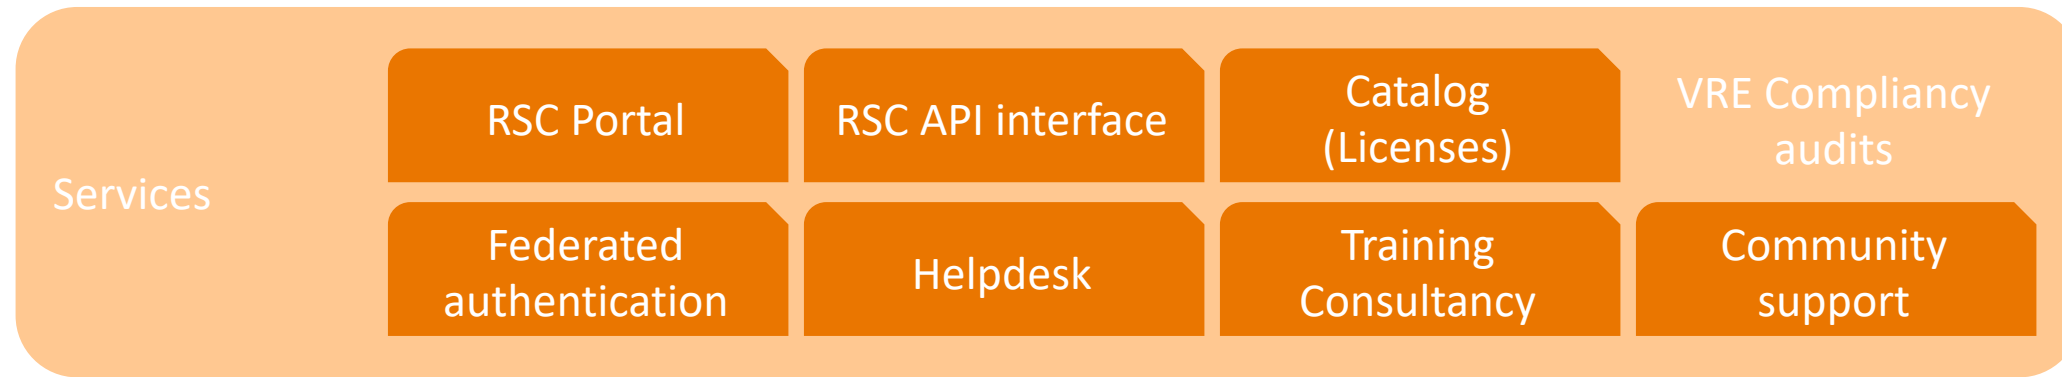 Services
RSC Portal
RSC API interface
Catalog
(Licenses)
VRE Compliancy
audits
Federated
authentication
Helpdesk
Training
Consultancy
Community
support